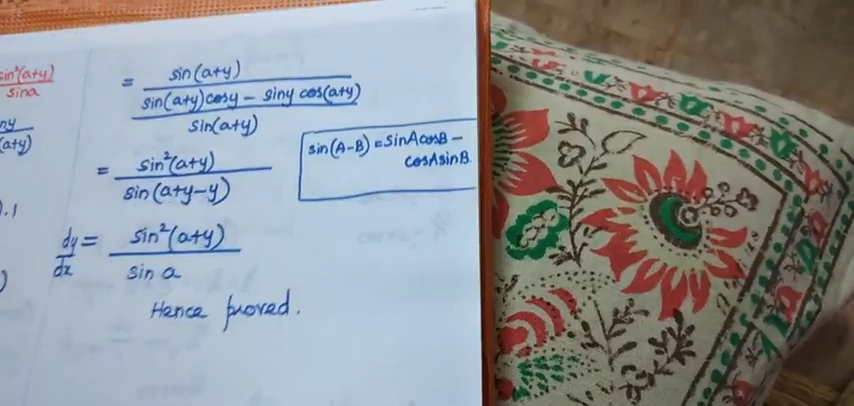 sin²(a+y)
sina
ny
(a+y)
= sin(a+y)
sin(a+y)cosy - siny cos(a+y)
sin(a+y)
= sin²(a+y)
sin(a+y-y)
sin(A-B) = sinAcosB -
cosAsinB.
dy = sin²(a+y)
dx sin a
Hence proved.